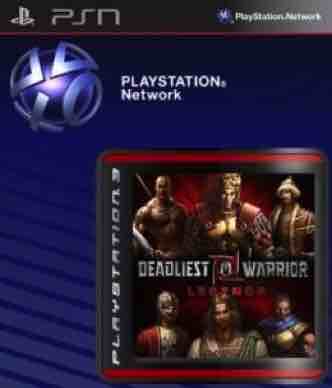 PSN
PlayStation.Network
PLAYSTATION®
Network
PLAYSTATION 3
DEADLIEST WARRIOR
LEGENDS